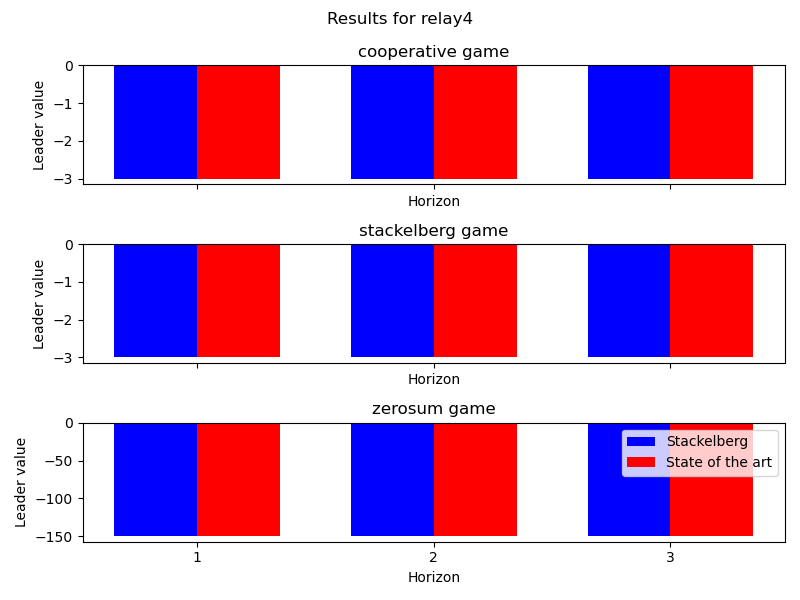 Results for relay4
cooperative game
Leader value
0
−1
−2
−3
Horizon
stackelberg game
Leader value
0
−1
−2
−3
Horizon
zerosum game
Leader value
0
−50
−100
−150
Stackelberg
State of the art
1 2 3
Horizon